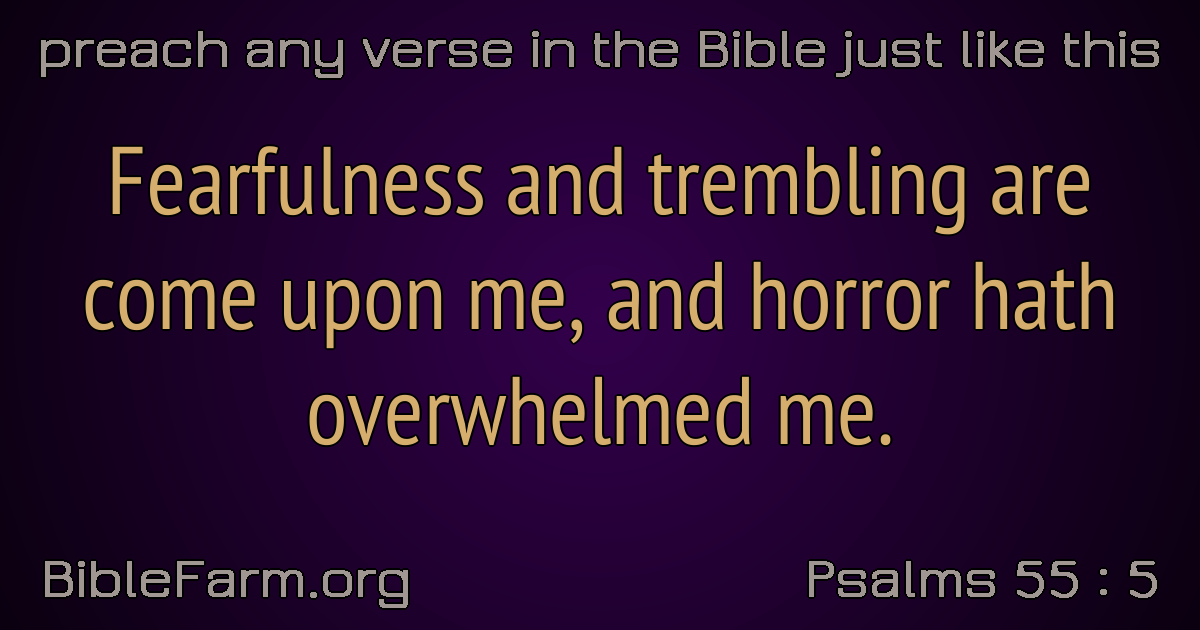 preach any verse in the Bible just like this
Fearfulness and trembling are
come upon me, and horror hath
overwhelmed me.
BibleFarm.org
Psalms 55 : 5